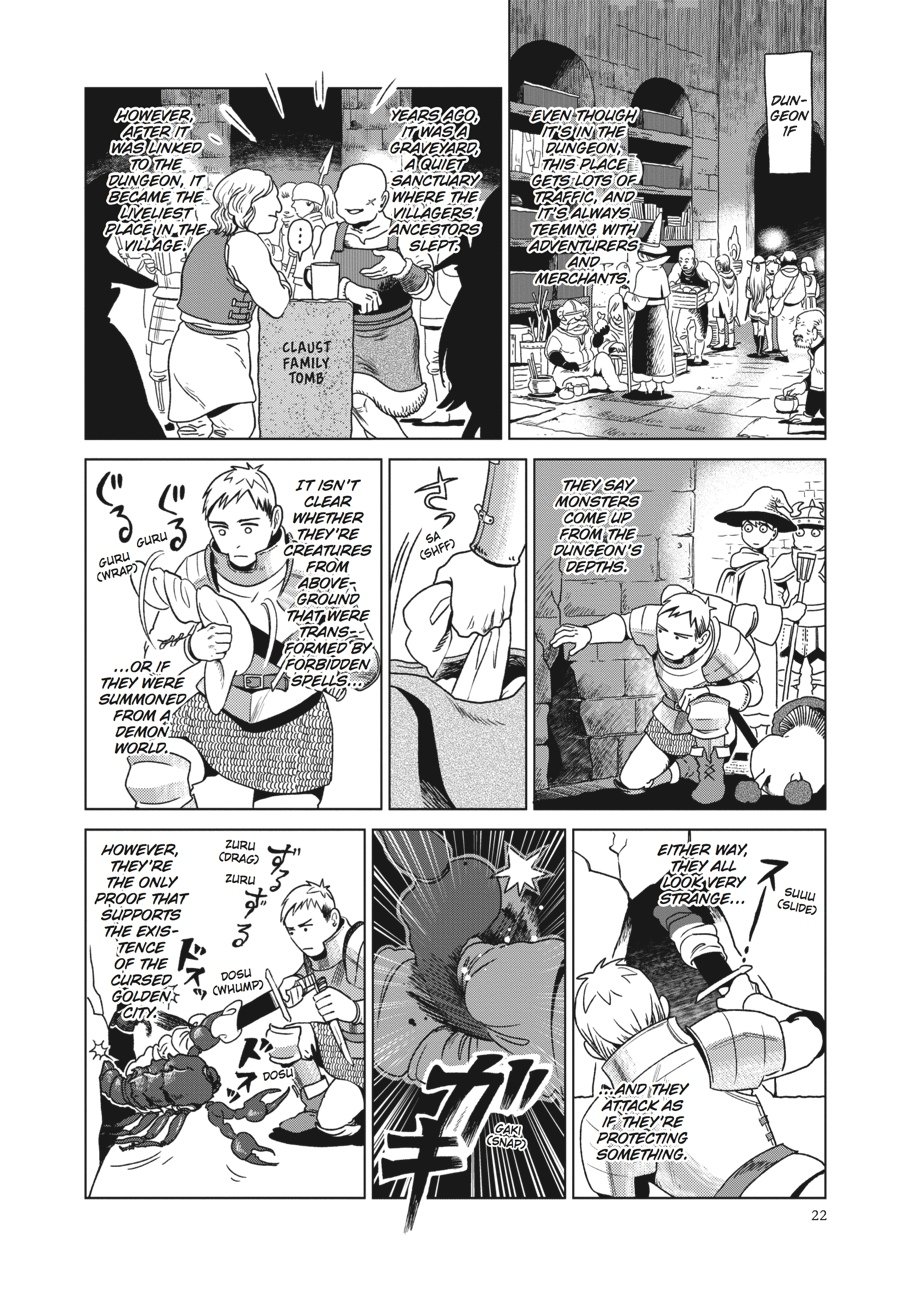 DUN-
GEON
1F
EVEN THOUGH
IT'S IN THE
DUNGEON,
THIS PLACE
GETS LOTS OF
TRAFFIC, AND
IT'S ALWAYS
TEEMING WITH
ADVENTURERS
AND
MERCHANTS.
YEARS AGO,
IT WAS A
GRAVEYARD,
A QUIET
SANCTUARY
WHERE THE
VILLAGERS'
ANCESTORS
SLEPT.
HOWEVER,
AFTER IT
WAS LINKED
TO THE
DUNGEON, IT
BECAME THE
LIVELIEST
PLACE IN THE
VILLAGE.
...
CLAUST
FAMILY
TOMB
THEY SAY
MONSTERS
COME UP
FROM THE
DUNGEON'S
DEPTHS.
さっ
SA
(SHFF)
IT ISN'T
CLEAR
WHETHER
THEY'RE
CREATURES
FROM
ABOVE-
GROUND
THAT WERE
TRANS-
FORMED BY
FORBIDDEN
SPELLS...
ぐる
GURU
ぐる
GURU
(WRAP)
...OR IF
THEY WERE
SUMMONED
FROM A
DEMON
WORLD.
EITHER WAY,
THEY ALL
LOOK VERY
STRANGE...
スーッ
SUUU
(SLIDE)
...AND THEY
ATTACK AS
IF THEY'RE
PROTECTING
SOMETHING.
ガキ
GAKI
(SNAP)
ずる
ZURU
(DRAG)
ZURU
ずる
HOWEVER,
THEY'RE
THE ONLY
PROOF THAT
SUPPORTS
THE EXIS-
TENCE
OF THE
CURSED
GOLDEN
CITY.
ドスッ
DOSU
(WHUMP)
ドスッ
DOSU
22